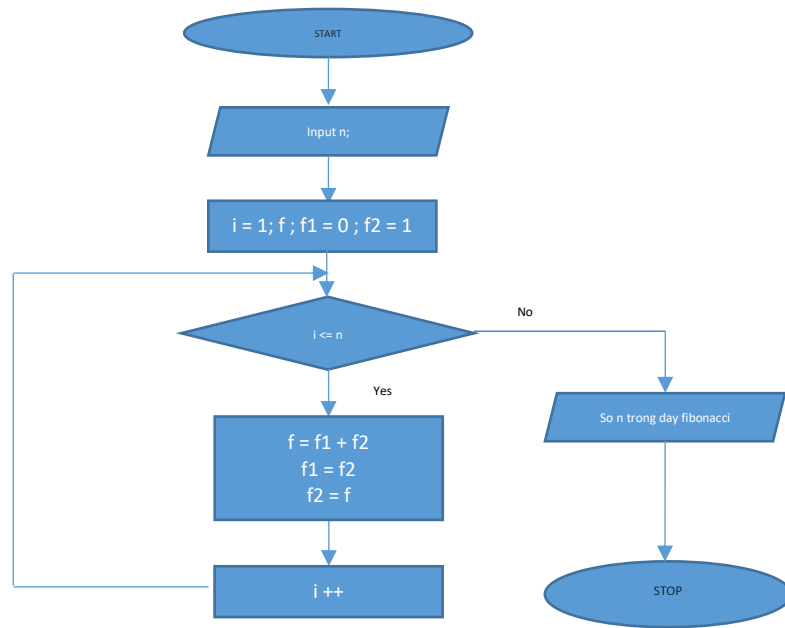 START
Input n;
i = 1; f ; f1 = 0 ; f2 = 1
i <= n
No
Yes
So n trong day fibonacci
f = f1 + f2
f1 = f2
f2 = f
i ++
STOP